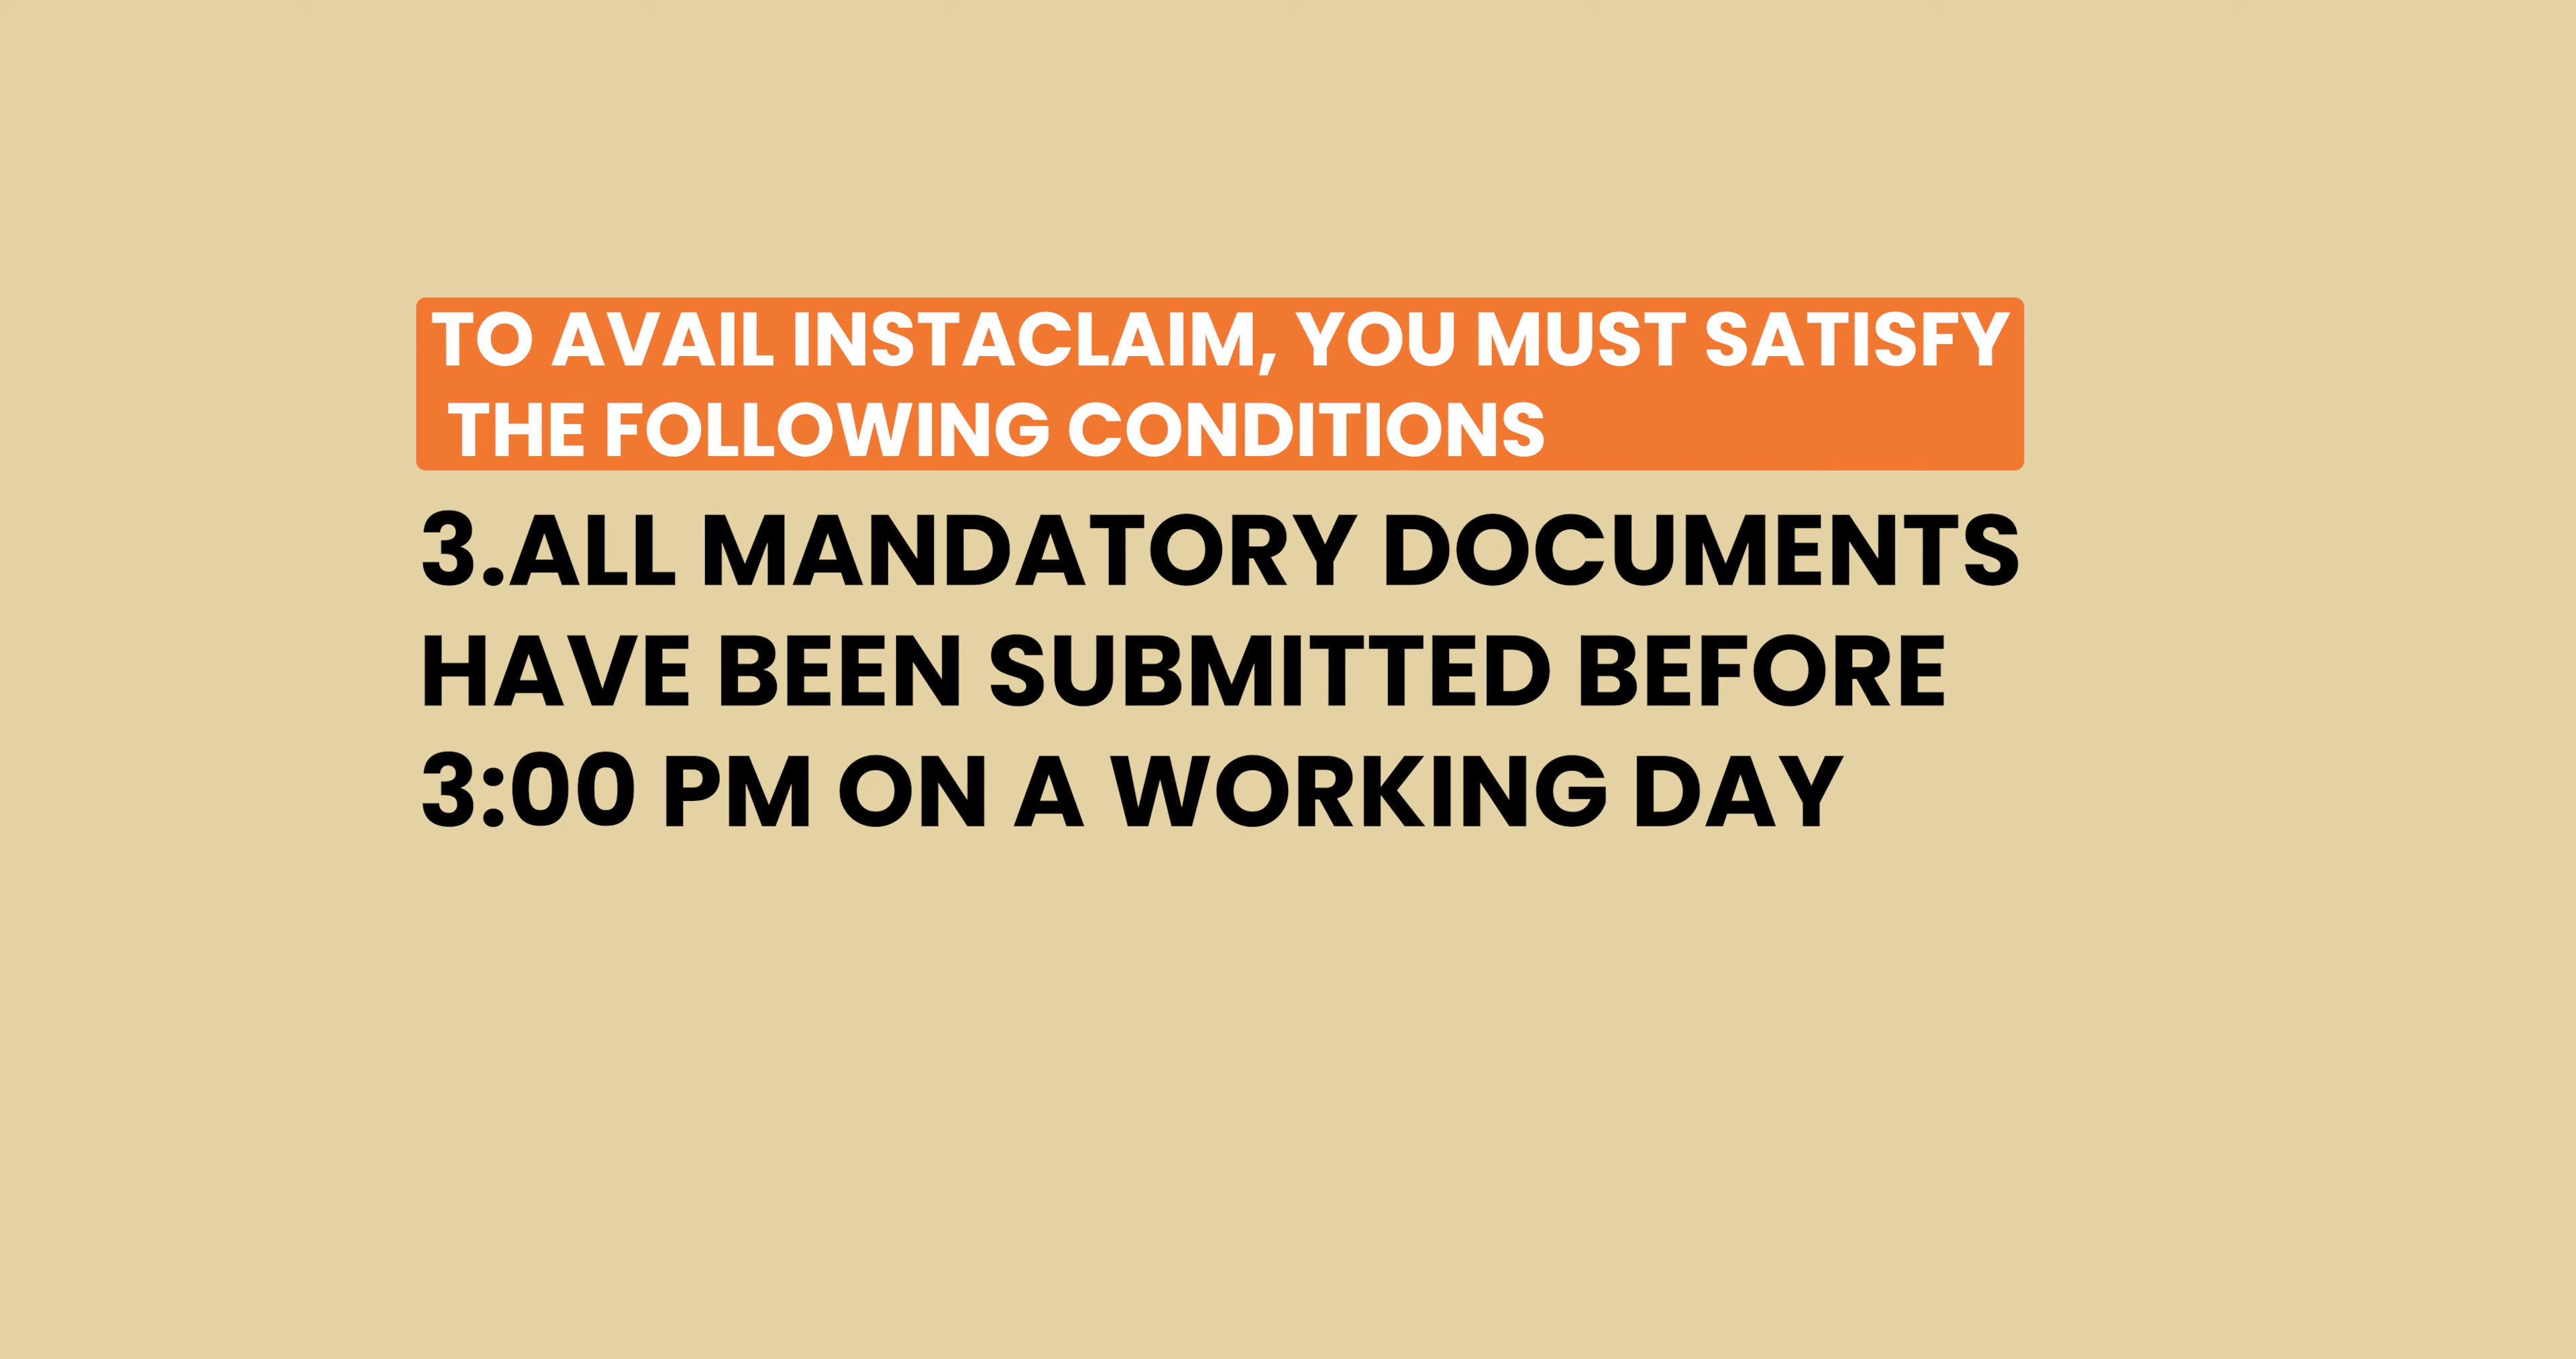 TO AVAIL INSTACLAIM, YOU MUST SATISFY
THE FOLLOWING CONDITIONS
3.ALL MANDATORY DOCUMENTS
HAVE BEEN SUBMITTED BEFORE
3:00 PM ON A WORKING DAY